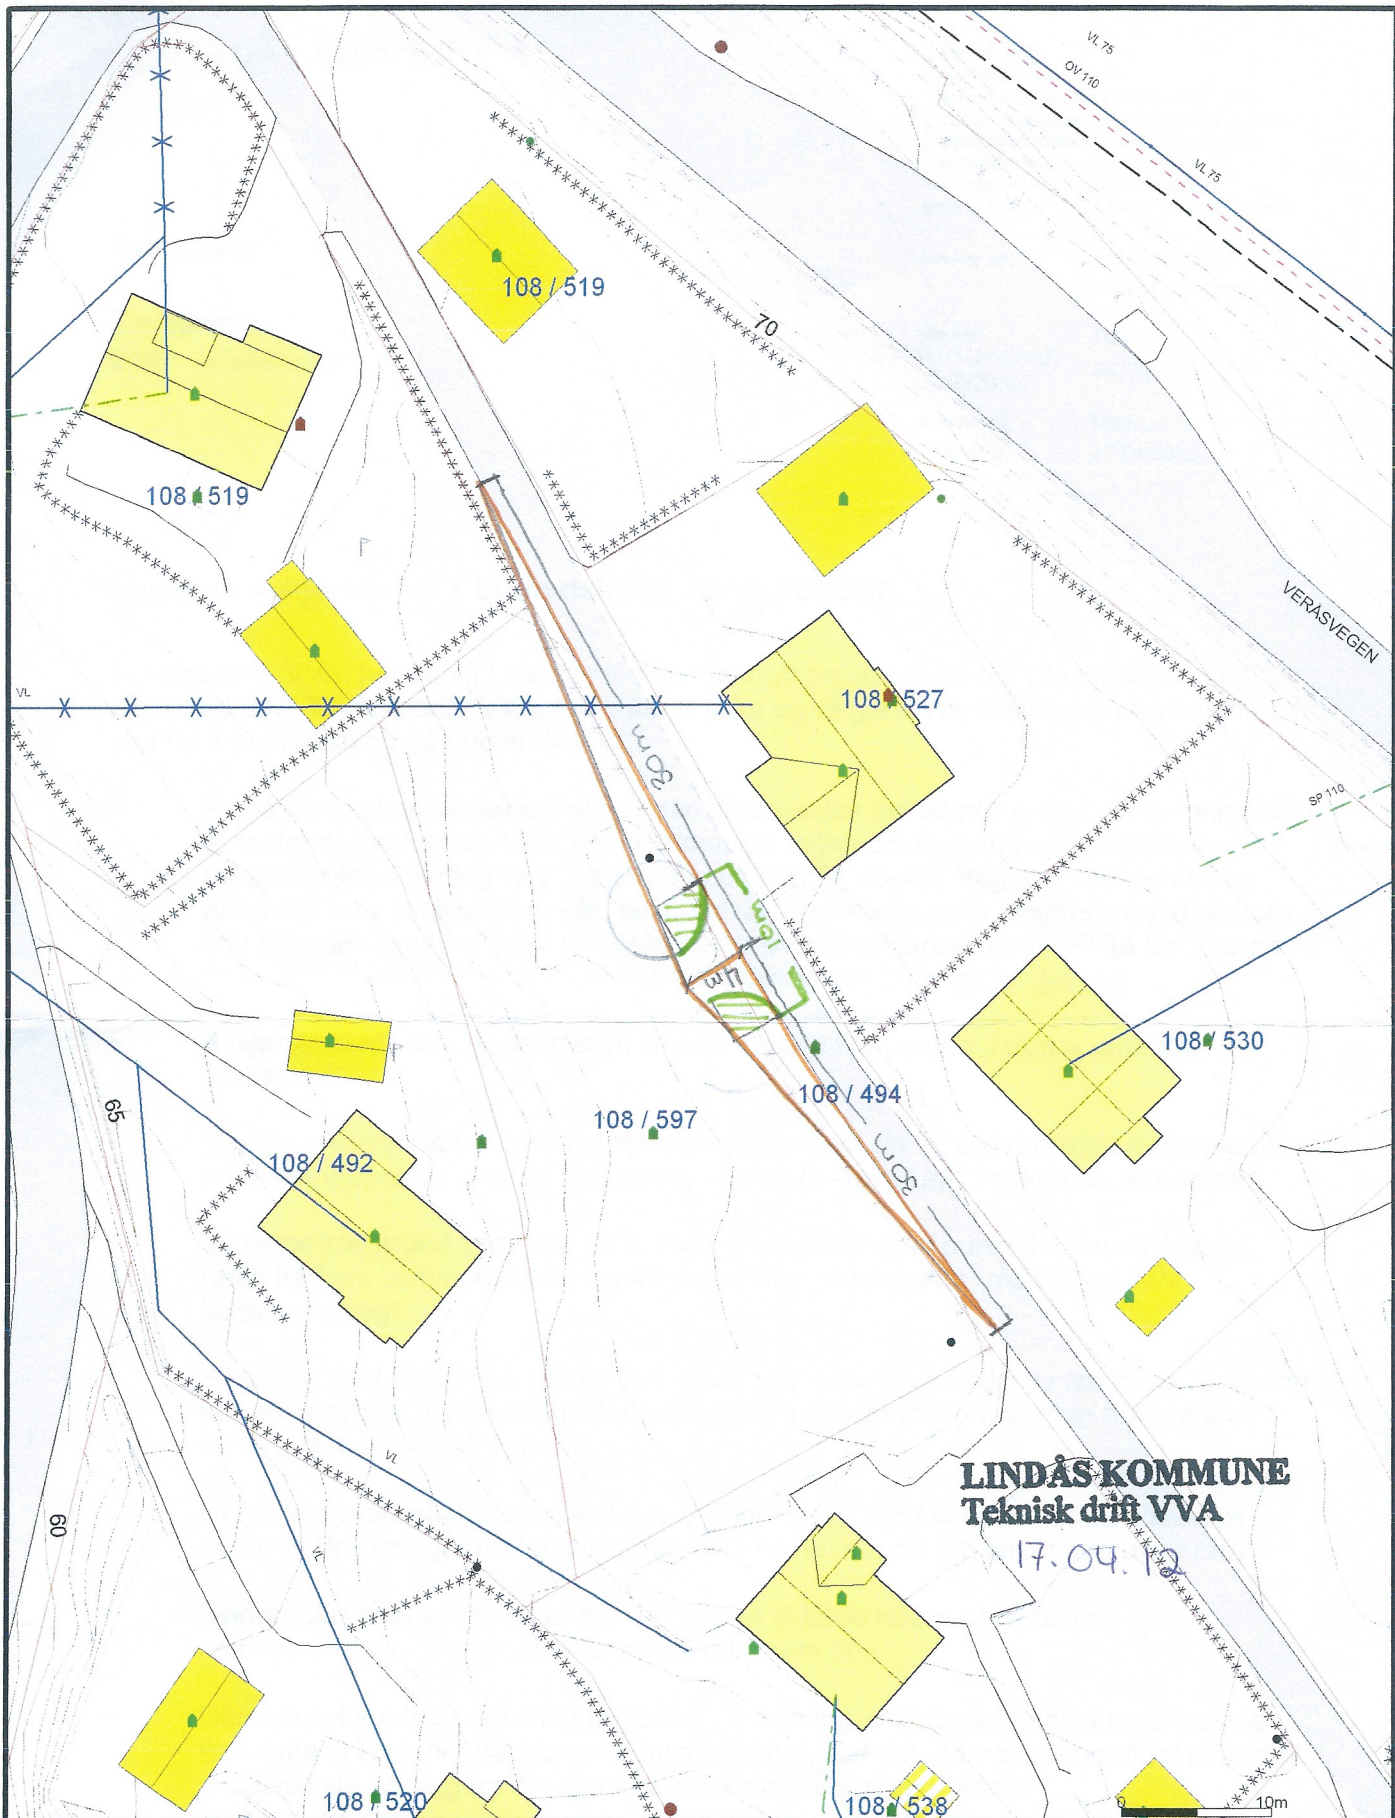 VL 75
OV 110
VL 75
108 / 519
70
108 / 519
VERASVEGEN
VL
108 / 527
30m
SP 110
10m
4m
108 / 530
108 / 494
65
108 / 597
108 / 492
30m
VL
LINDÅS KOMMUNE
Teknisk drift VVA
17.04.12
60
VL
108 / 520
108 / 538
0 10m